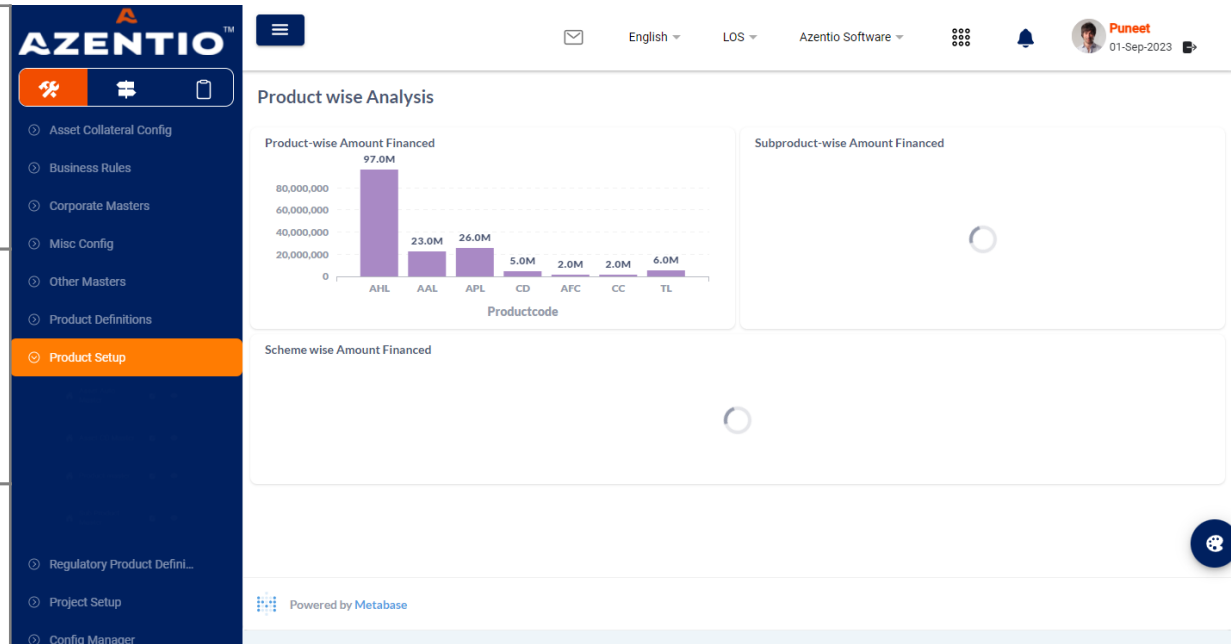 AZENTIO™
English
LOS
Azentio Software
Puneet
01-Sep-2023
Asset Collateral Config
Business Rules
Corporate Masters
Misc Config
Other Masters
Product Definitions
Product Setup
Regulatory Product Defini...
Project Setup
Config Manager
Product wise Analysis
Product-wise Amount Financed
97.0M
80,000,000
60,000,000
40,000,000
20,000,000
0
23.0M
26.0M
5.0M
2.0M
2.0M
6.0M
AHL
AAL
APL
CD
AFC
CC
TL
Productcode
Subproduct-wise Amount Financed
Scheme wise Amount Financed
Powered by Metabase